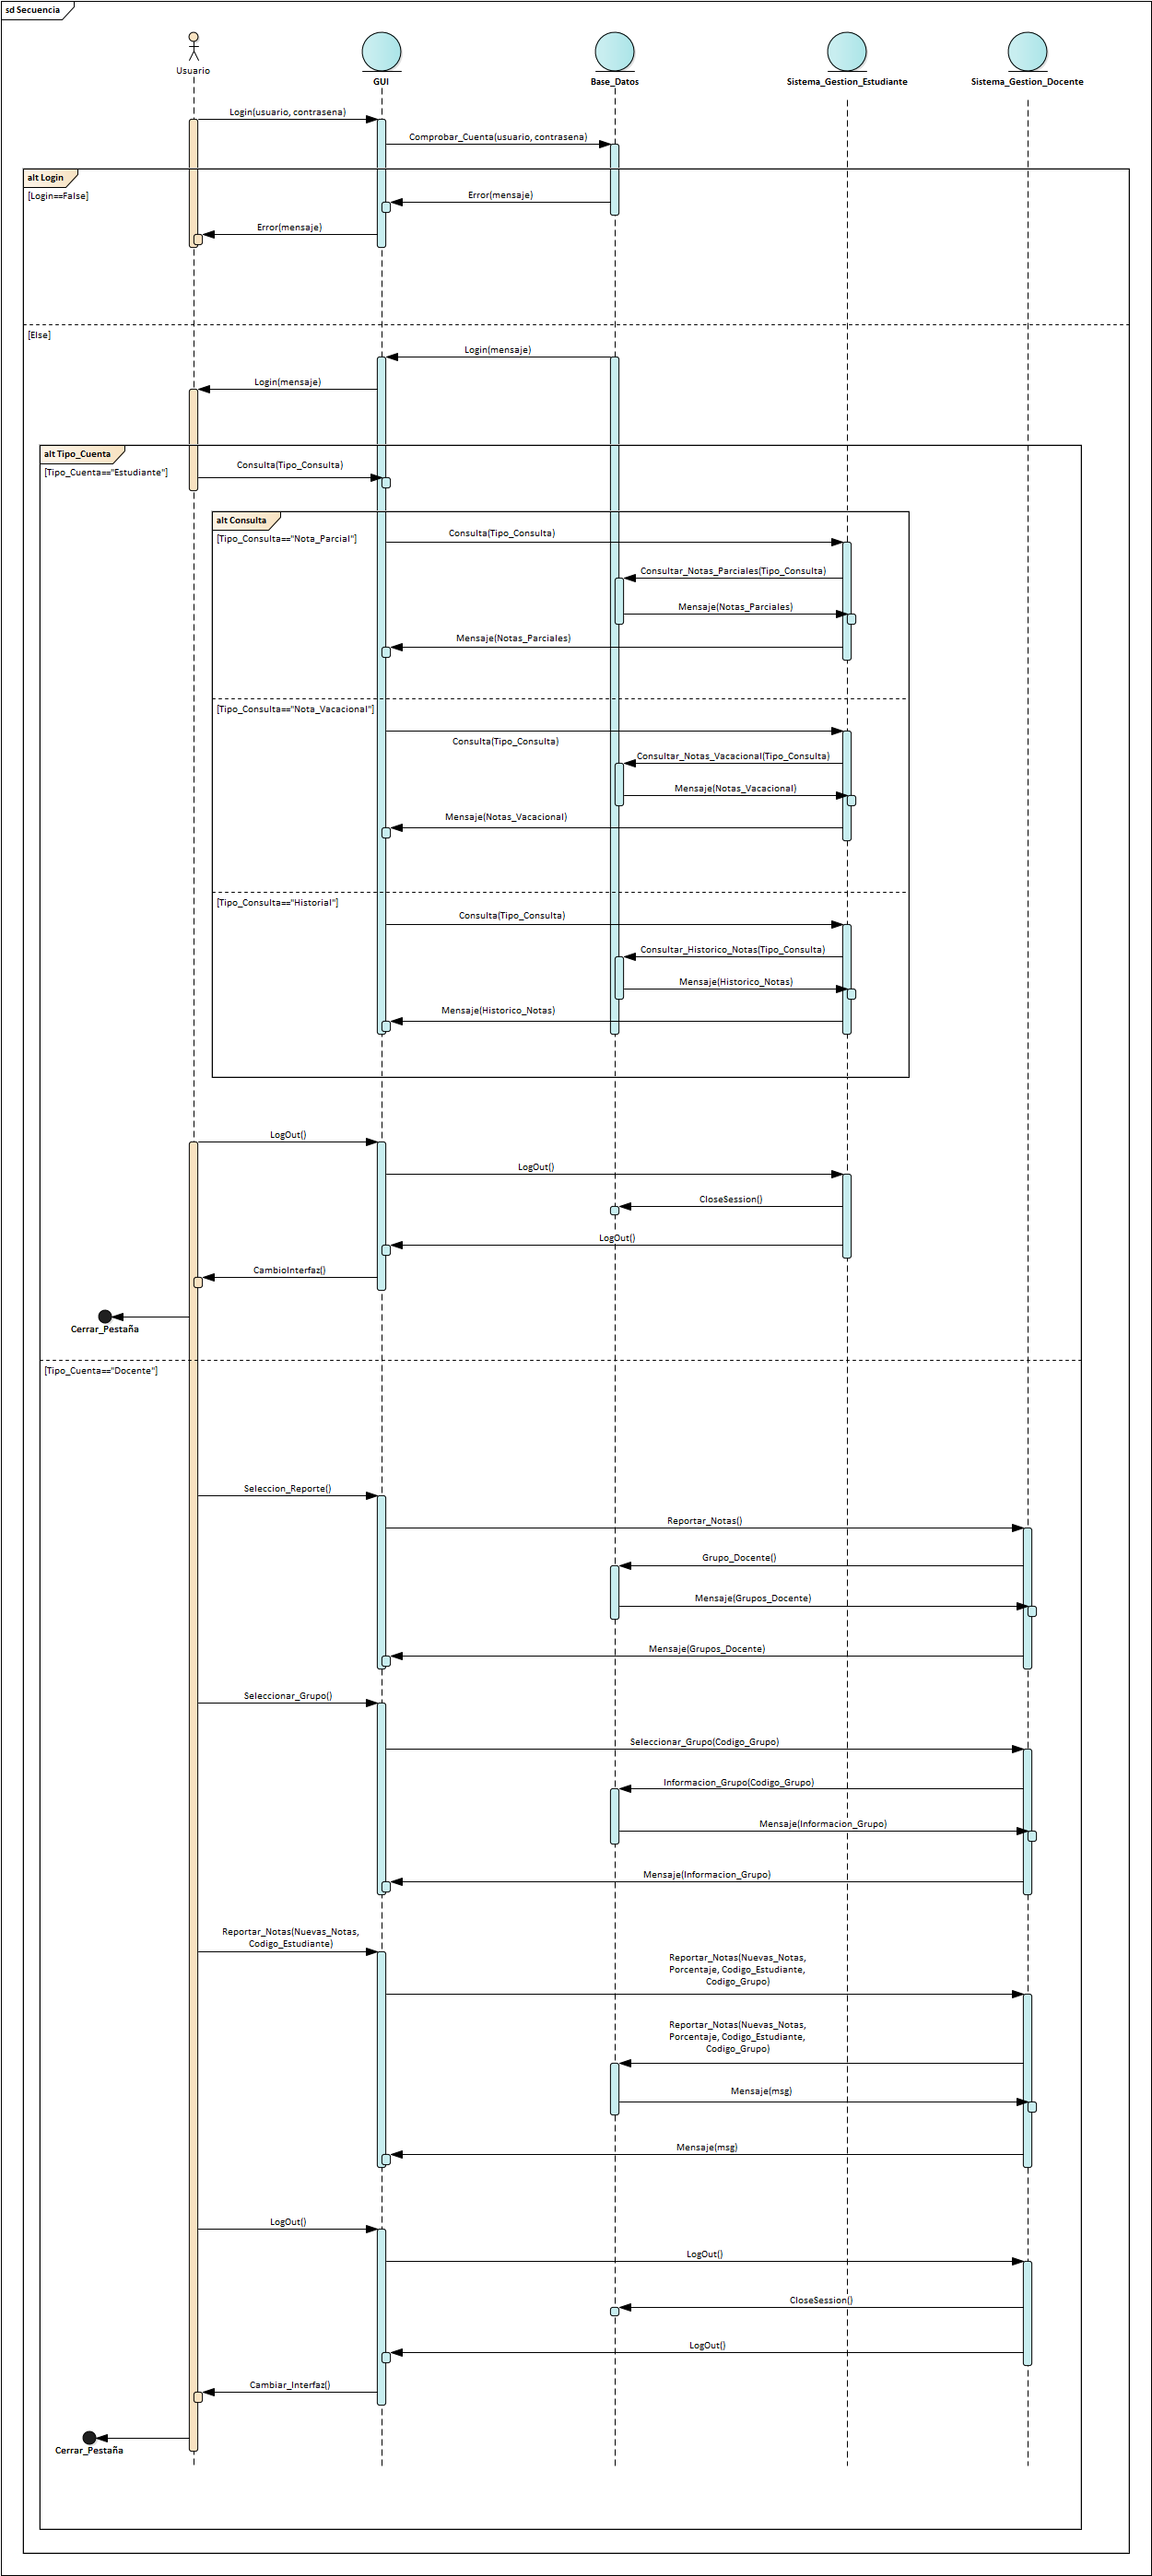 sd Secuencia
Usuario
GUI
Base_Datos
Sistema_Gestion_Estudiante
Sistema_Gestion_Docente
Login(usuario, contrasena)
Comprobar_Cuenta(usuario, contrasena)
alt Login
[Login==False]
Error(mensaje)
Error(mensaje)
[Else]
Login(mensaje)
Login(mensaje)
alt Tipo_Cuenta
[Tipo_Cuenta=="Estudiante"]
Consulta(Tipo_Consulta)
alt Consulta
[Tipo_Consulta=="Nota_Parcial"]
Consulta(Tipo_Consulta)
Consultar_Notas_Parciales(Tipo_Consulta)
Mensaje(Notas_Parciales)
Mensaje(Notas_Parciales)
[Tipo_Consulta=="Nota_Vacacional"]
Consulta(Tipo_Consulta)
Consultar_Notas_Vacacional(Tipo_Consulta)
Mensaje(Notas_Vacacional)
Mensaje(Notas_Vacacional)
[Tipo_Consulta=="Historial"]
Consulta(Tipo_Consulta)
Consultar_Historico_Notas(Tipo_Consulta)
Mensaje(Historico_Notas)
Mensaje(Historico_Notas)
LogOut()
LogOut()
CloseSession()
LogOut()
CambioInterfaz()
Cerrar_Pestaña
[Tipo_Cuenta=="Docente"]
Seleccion_Reporte()
Reportar_Notas()
Grupo_Docente()
Mensaje(Grupos_Docente)
Mensaje(Grupos_Docente)
Seleccionar_Grupo()
Seleccionar_Grupo(Codigo_Grupo)
Informacion_Grupo(Codigo_Grupo)
Mensaje(Informacion_Grupo)
Mensaje(Informacion_Grupo)
Reportar_Notas(Nuevas_Notas,
Codigo_Estudiante)
Reportar_Notas(Nuevas_Notas,
Porcentaje, Codigo_Estudiante,
Codigo_Grupo)
Reportar_Notas(Nuevas_Notas,
Porcentaje, Codigo_Estudiante,
Codigo_Grupo)
Mensaje(msg)
Mensaje(msg)
LogOut()
LogOut()
CloseSession()
LogOut()
Cambiar_Interfaz()
Cerrar_Pestaña